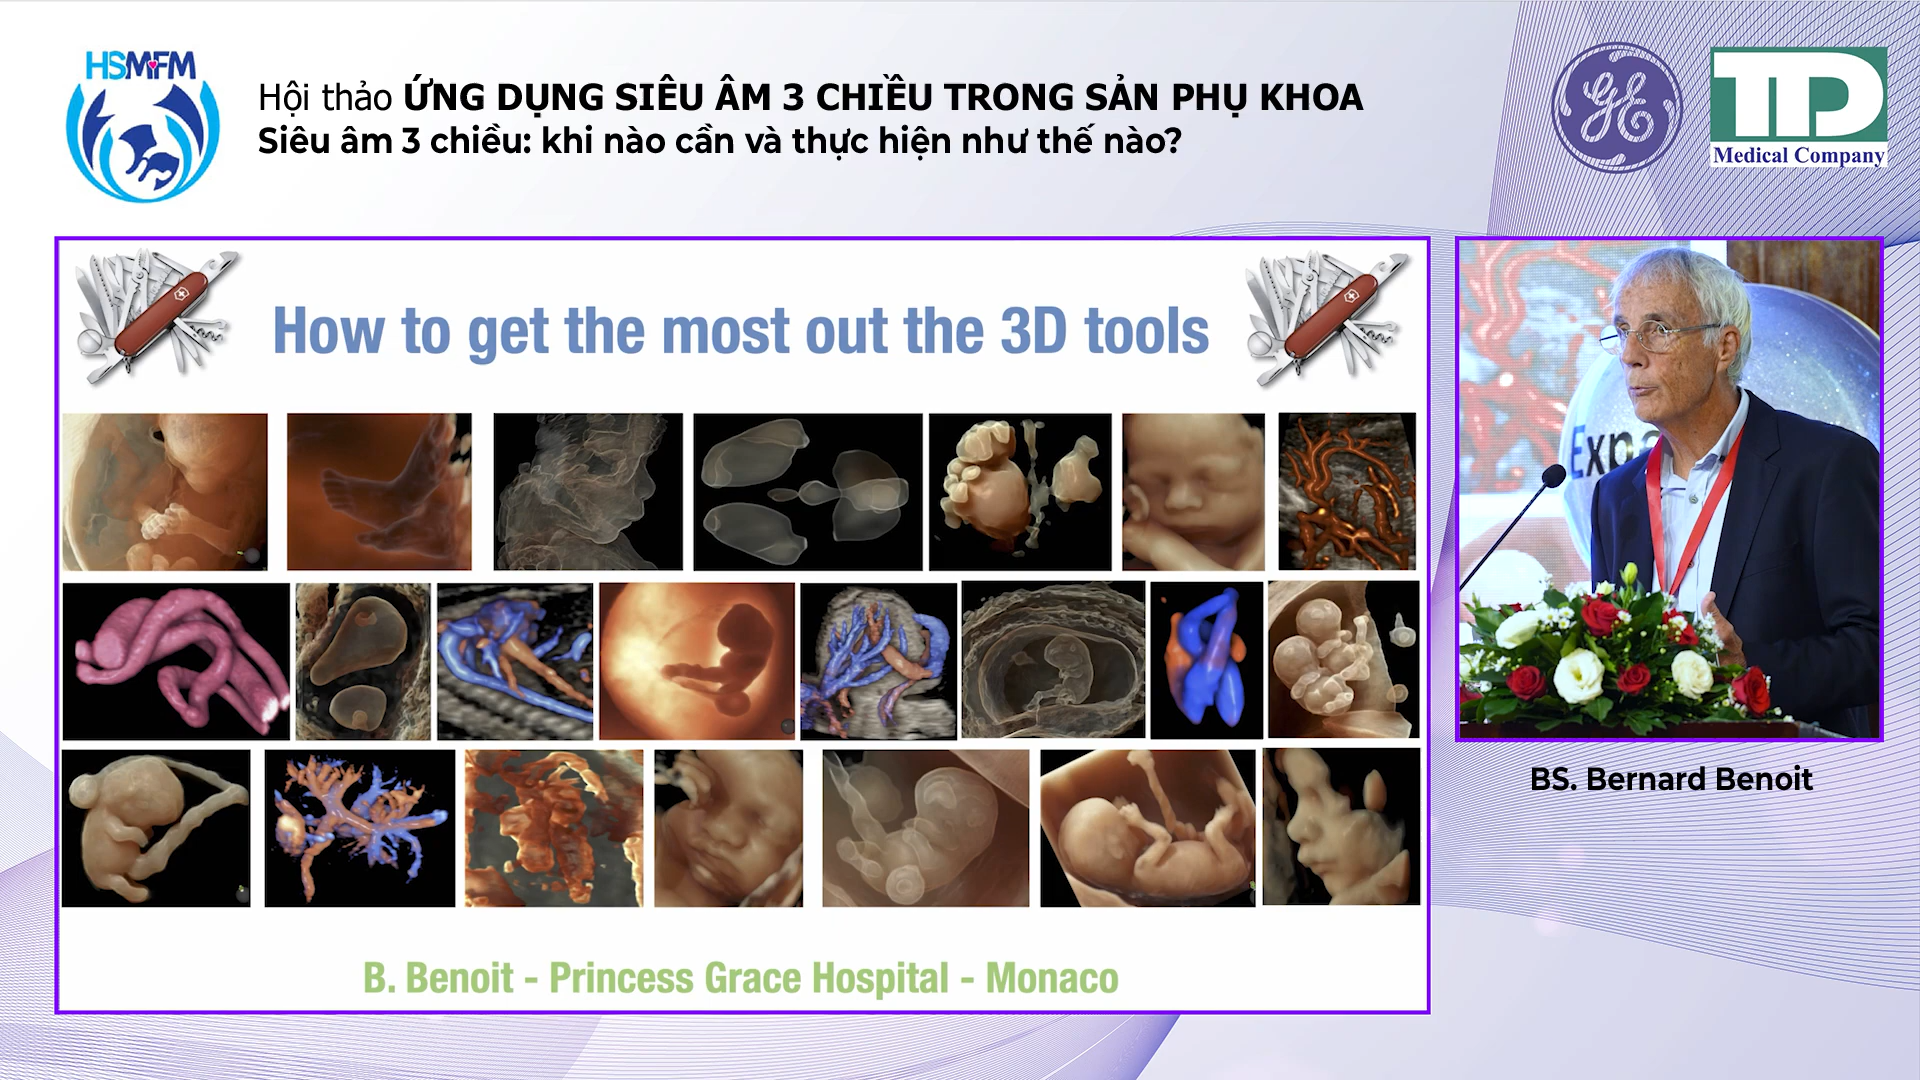 HSMFM
Hội thảo ỨNG DỤNG SIÊU ÂM 3 CHIỀU TRONG SẢN PHỤ KHOA
Siêu âm 3 chiều: khi nào cần và thực hiện như thế nào?
GE
TD
Medical Company
How to get the most out the 3D tools
B. Benoit - Princess Grace Hospital - Monaco
BS. Bernard Benoit